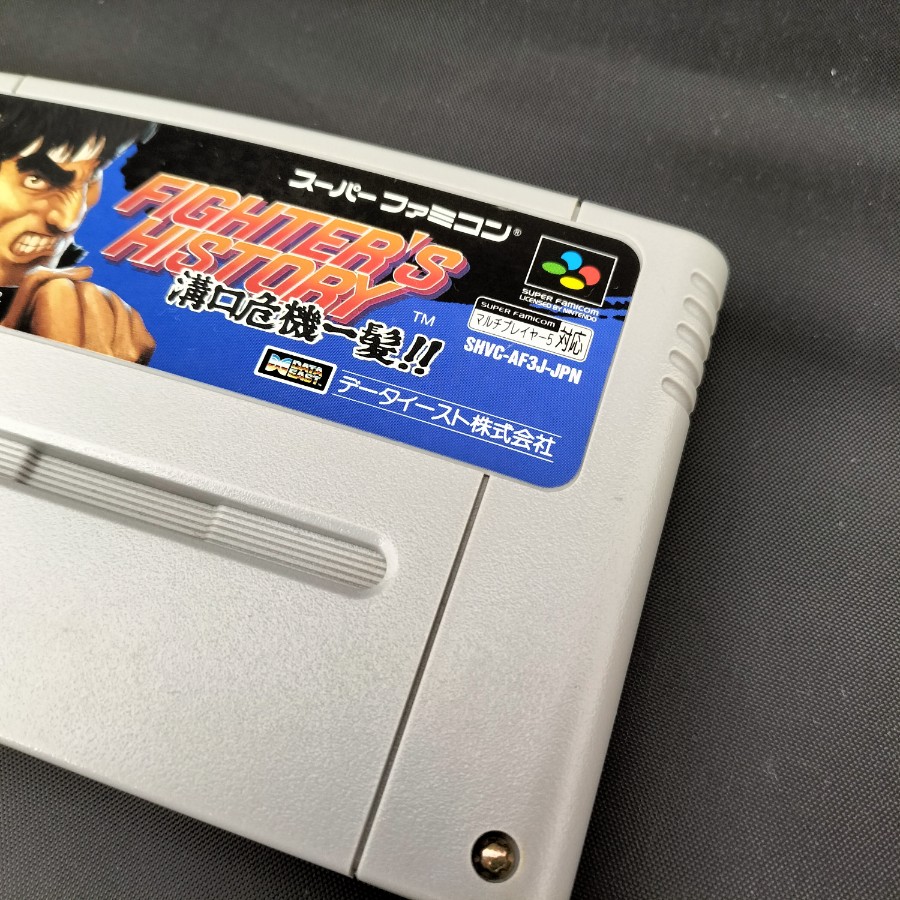 スーパーファミコン®
FIGHTER'S
HISTORY
TM
溝口危機一髪!!
DATA
EAST
データイースト株式会社
SUPER FAMICOM
LICENSED BY NINTENDO
SUPER FAMICOM
マルチプレイヤー5 対応
SHVC-AF3J-JPN